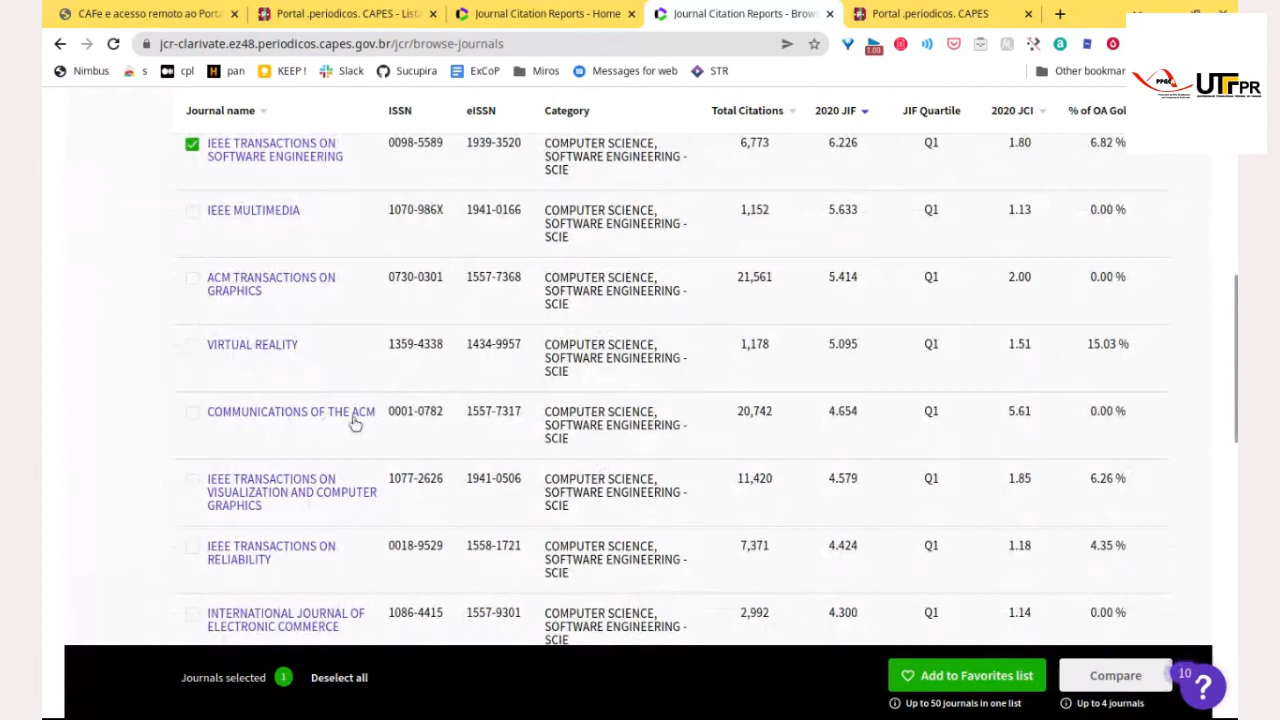 CAFe e acesso remoto ao Porta
Portal .periodicos. CAPES - Lista
Journal Citation Reports - Home
Journal Citation Reports - Brows
Portal .periodicos. CAPES
jcr-clarivate.ez48.periodicos.capes.gov.br/jcr/browse-journals
1.00
Nimbus s cpl pan KEEP ! Slack Sucupira ExCoP Miros Messages for web STR Other bookmar
UTFPR
Journal name ISSN eISSN Category Total Citations 2020 JIF JIF Quartile 2020 JCI % of OA Gol
IEEE TRANSACTIONS ON 0098-5589 1939-3520 COMPUTER SCIENCE, 6,773 6.226 Q1 1.80 6.82 %
SOFTWARE ENGINEERING SOFTWARE ENGINEERING -
SCIE
IEEE MULTIMEDIA 1070-986X 1941-0166 COMPUTER SCIENCE, 1,152 5.633 Q1 1.13 0.00 %
SOFTWARE ENGINEERING -
SCIE
ACM TRANSACTIONS ON 0730-0301 1557-7368 COMPUTER SCIENCE, 21,561 5.414 Q1 2.00 0.00 %
GRAPHICS SOFTWARE ENGINEERING -
SCIE
VIRTUAL REALITY 1359-4338 1434-9957 COMPUTER SCIENCE, 1,178 5.095 Q1 1.51 15.03 %
SOFTWARE ENGINEERING -
SCIE
COMMUNICATIONS OF THE ACM 0001-0782 1557-7317 COMPUTER SCIENCE, 20,742 4.654 Q1 5.61 0.00 %
SOFTWARE ENGINEERING -
SCIE
IEEE TRANSACTIONS ON 1077-2626 1941-0506 COMPUTER SCIENCE, 11,420 4.579 Q1 1.85 6.26 %
VISUALIZATION AND COMPUTER SOFTWARE ENGINEERING -
GRAPHICS SCIE
IEEE TRANSACTIONS ON 0018-9529 1558-1721 COMPUTER SCIENCE, 7,371 4.424 Q1 1.18 4.35 %
RELIABILITY SOFTWARE ENGINEERING -
SCIE
INTERNATIONAL JOURNAL OF 1086-4415 1557-9301 COMPUTER SCIENCE, 2,992 4.300 Q1 1.14 0.00 %
ELECTRONIC COMMERCE SOFTWARE ENGINEERING -
SCIE
Journals selected 1 Deselect all Add to Favorites list Compare 10 ?
Up to 50 journals in one list Up to 4 journals